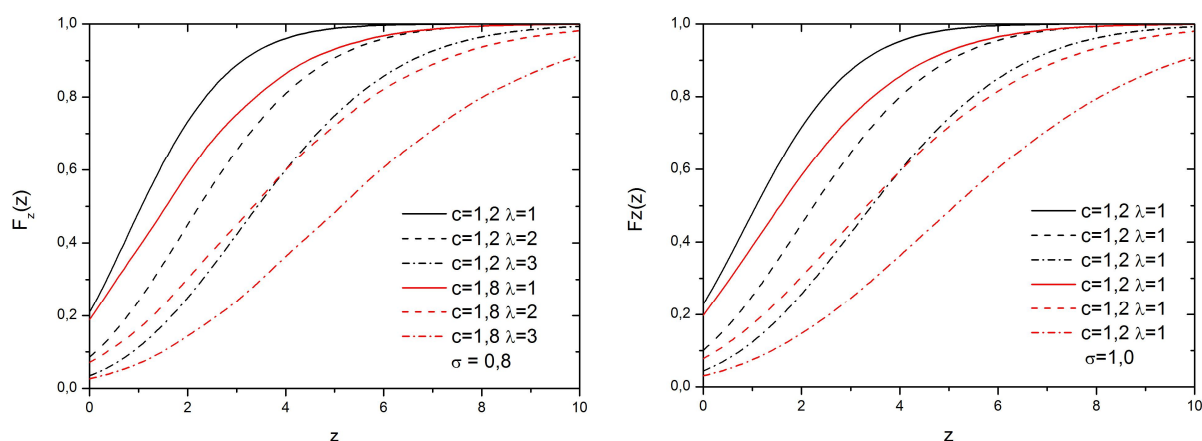 1,0
0,8
0,6
0,4
0,2
0,0
F_z(z)
c=1,2 λ=1
c=1,2 λ=2
c=1,2 λ=3
c=1,8 λ=1
c=1,8 λ=2
c=1,8 λ=3
σ = 0,8
0 2 4 6 8 10
z
1,0
0,8
0,6
0,4
0,2
0,0
Fz(z)
c=1,2 λ=1
c=1,2 λ=1
c=1,2 λ=1
c=1,2 λ=1
c=1,2 λ=1
c=1,2 λ=1
σ=1,0
0 2 4 6 8 10
z